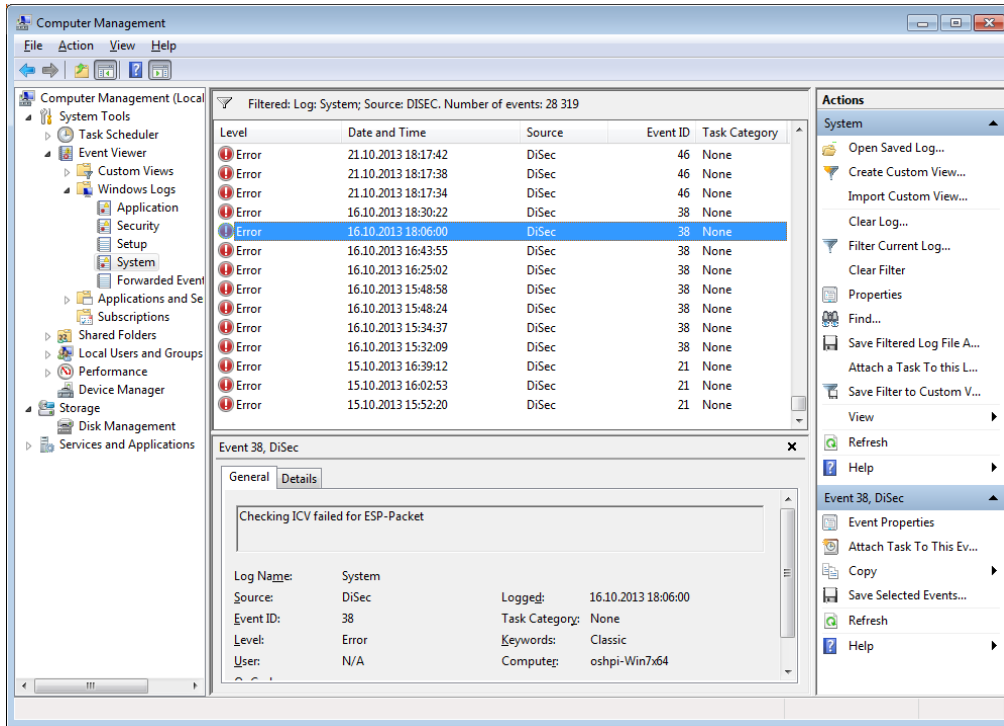 Computer Management
File Action View Help
Computer Management (Local
System Tools
Task Scheduler
Event Viewer
Custom Views
Windows Logs
Application
Security
Setup
System
Forwarded Event
Applications and Se
Subscriptions
Shared Folders
Local Users and Groups
Performance
Device Manager
Storage
Disk Management
Services and Applications
Filtered: Log: System; Source: DISEC. Number of events: 28 319
Level Date and Time Source Event ID Task Category
Error 21.10.2013 18:17:42 DiSec 46 None
Error 21.10.2013 18:17:38 DiSec 46 None
Error 21.10.2013 18:17:34 DiSec 46 None
Error 16.10.2013 18:30:22 DiSec 38 None
Error 16.10.2013 18:06:00 DiSec 38 None
Error 16.10.2013 16:43:55 DiSec 38 None
Error 16.10.2013 16:25:02 DiSec 38 None
Error 16.10.2013 15:48:58 DiSec 38 None
Error 16.10.2013 15:48:24 DiSec 38 None
Error 16.10.2013 15:34:37 DiSec 38 None
Error 16.10.2013 15:32:09 DiSec 38 None
Error 15.10.2013 16:39:12 DiSec 21 None
Error 15.10.2013 16:02:53 DiSec 21 None
Error 15.10.2013 15:52:20 DiSec 21 None
Event 38, DiSec
General Details
Checking ICV failed for ESP-Packet
Log Name: System
Source: DiSec Logged: 16.10.2013 18:06:00
Event ID: 38 Task Category: None
Level: Error Keywords: Classic
User: N/A Computer: oshpi-Win7x64
Actions
System
Open Saved Log...
Create Custom View...
Import Custom View...
Clear Log...
Filter Current Log...
Clear Filter
Properties
Find...
Save Filtered Log File A...
Attach a Task To this L...
Save Filter to Custom V...
View
Refresh
Help
Event 38, DiSec
Event Properties
Attach Task To This Ev...
Copy
Save Selected Events...
Refresh
Help